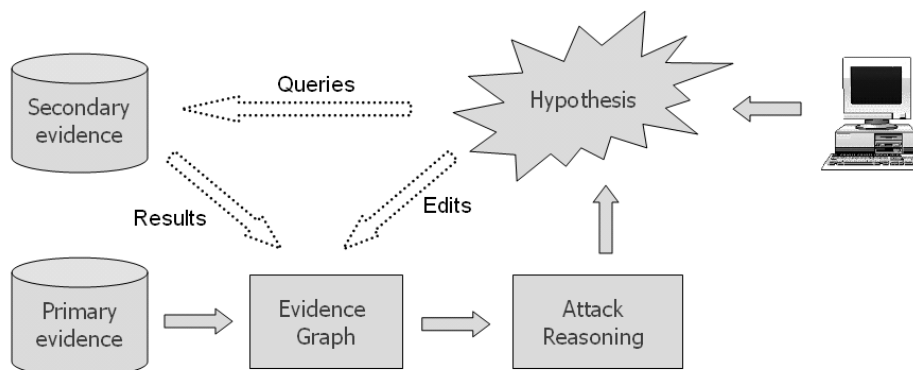 Queries
Secondary
evidence
Hypothesis
Results
Edits
Primary
evidence
Evidence
Graph
Attack
Reasoning